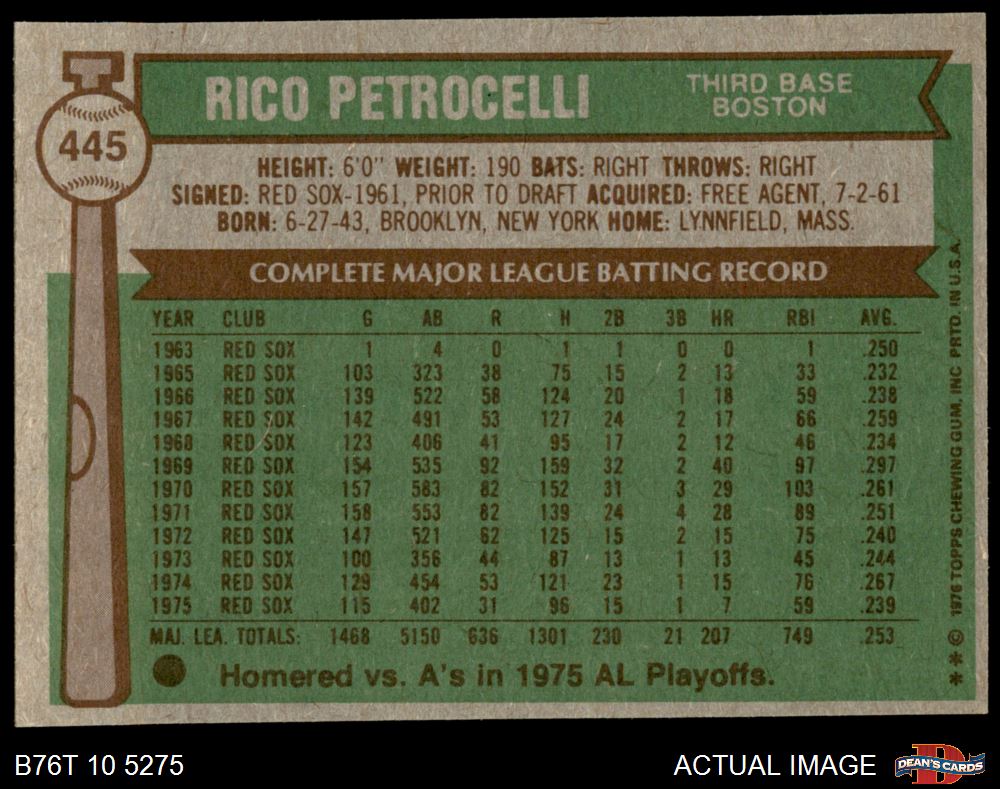 RICO PETROCELLI
THIRD BASE
BOSTON
445
HEIGHT: 6'0" WEIGHT: 190 BATS: RIGHT THROWS: RIGHT
SIGNED: RED SOX-1961, PRIOR TO DRAFT ACQUIRED: FREE AGENT, 7-2-61
BORN: 6-27-43, BROOKLYN, NEW YORK HOME: LYNNFIELD, MASS.
COMPLETE MAJOR LEAGUE BATTING RECORD
YEAR CLUB G AB R H 2B 3B HR RBI AVG.
1963 RED SOX 1 4 0 1 1 0 0 1 .250
1965 RED SOX 103 323 38 75 15 2 13 33 .232
1966 RED SOX 139 522 58 124 20 1 18 59 .238
1967 RED SOX 142 491 53 127 24 2 17 66 .259
1968 RED SOX 123 406 41 95 17 2 12 46 .234
1969 RED SOX 154 535 92 159 32 2 40 97 .297
1970 RED SOX 157 583 82 152 31 3 29 103 .261
1971 RED SOX 158 553 82 139 24 4 28 89 .251
1972 RED SOX 147 521 62 125 15 2 15 75 .240
1973 RED SOX 100 356 44 87 13 1 13 45 .244
1974 RED SOX 129 454 53 121 23 1 15 76 .267
1975 RED SOX 115 402 31 96 15 1 7 59 .239
MAJ. LEA. TOTALS: 1468 5150 636 1301 230 21 207 749 .253
Homered vs. A's in 1975 AL Playoffs.
* * © 1976 TOPPS CHEWING GUM, INC. PRTD. IN U.S.A.
B76T 10 5275
ACTUAL IMAGE
D
DEAN'S CARDS